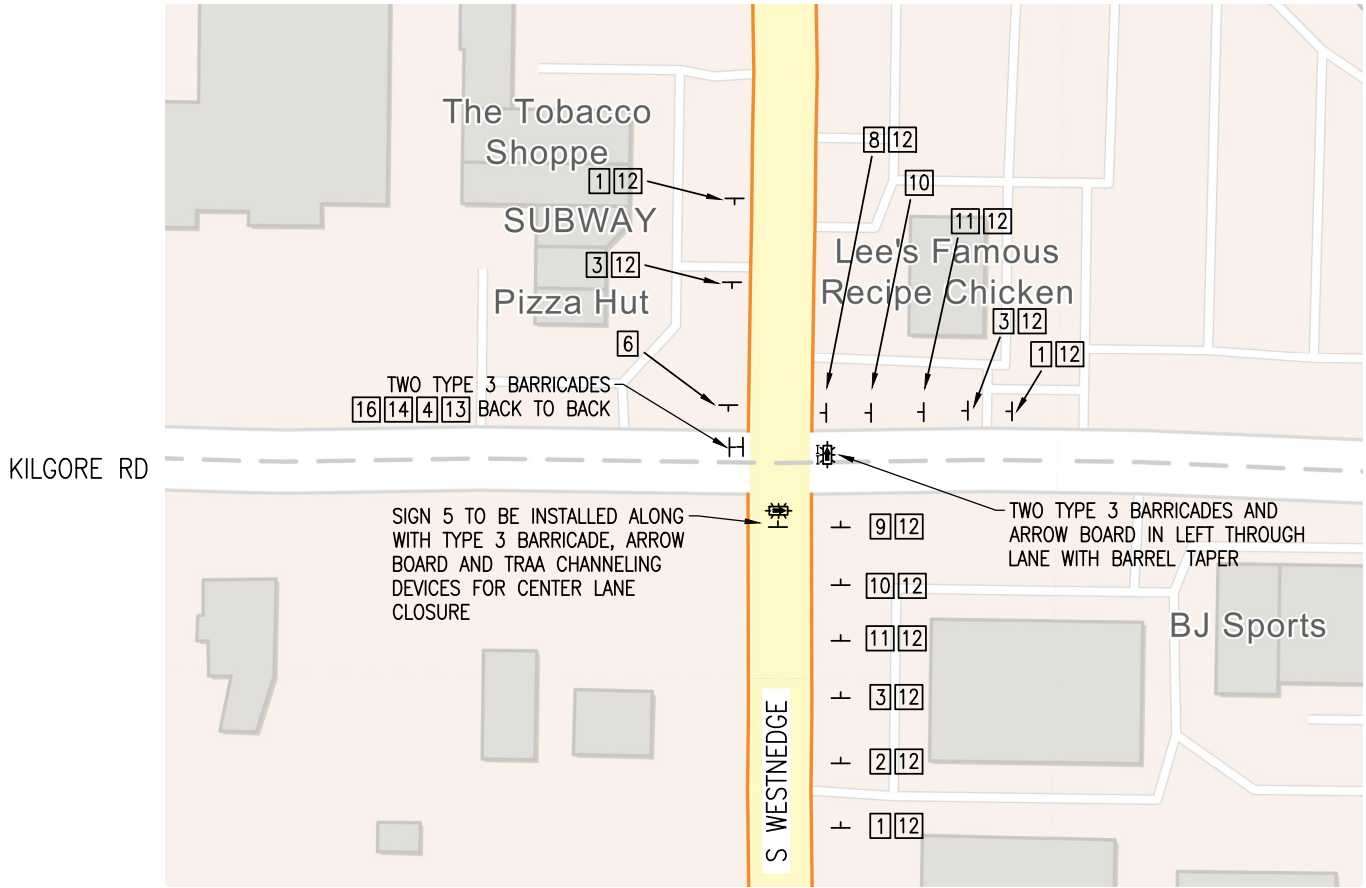 The Tobacco
Shoppe
1 12
SUBWAY
3 12
Pizza Hut
6
TWO TYPE 3 BARRICADES
16 14 4 13 BACK TO BACK
8 12
10
11 12
Lee's Famous
Recipe Chicken
3 12
1 12
KILGORE RD
SIGN 5 TO BE INSTALLED ALONG
WITH TYPE 3 BARRICADE, ARROW
BOARD AND TRAA CHANNELING
DEVICES FOR CENTER LANE
CLOSURE
TWO TYPE 3 BARRICADES AND
ARROW BOARD IN LEFT THROUGH
LANE WITH BARREL TAPER
9 12
10 12
11 12
3 12
2 12
1 12
BJ Sports
S WESTNEDGE